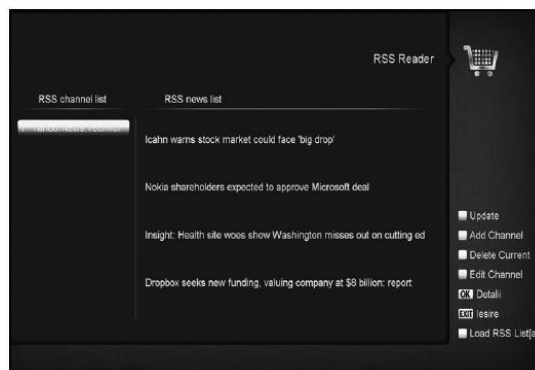 RSS Reader
RSS channel list
RSS news list
Icahn warns stock market could face 'big drop'
Nokia shareholders expected to approve Microsoft deal
Insight: Health site woes show Washington misses out on cutting ed
Dropbox seeks new funding, valuing company at $8 billion: report
Update
Add Channel
Delete Current
Edit Channel
OK Detalii
EXIT Iesire
Load RSS List[a